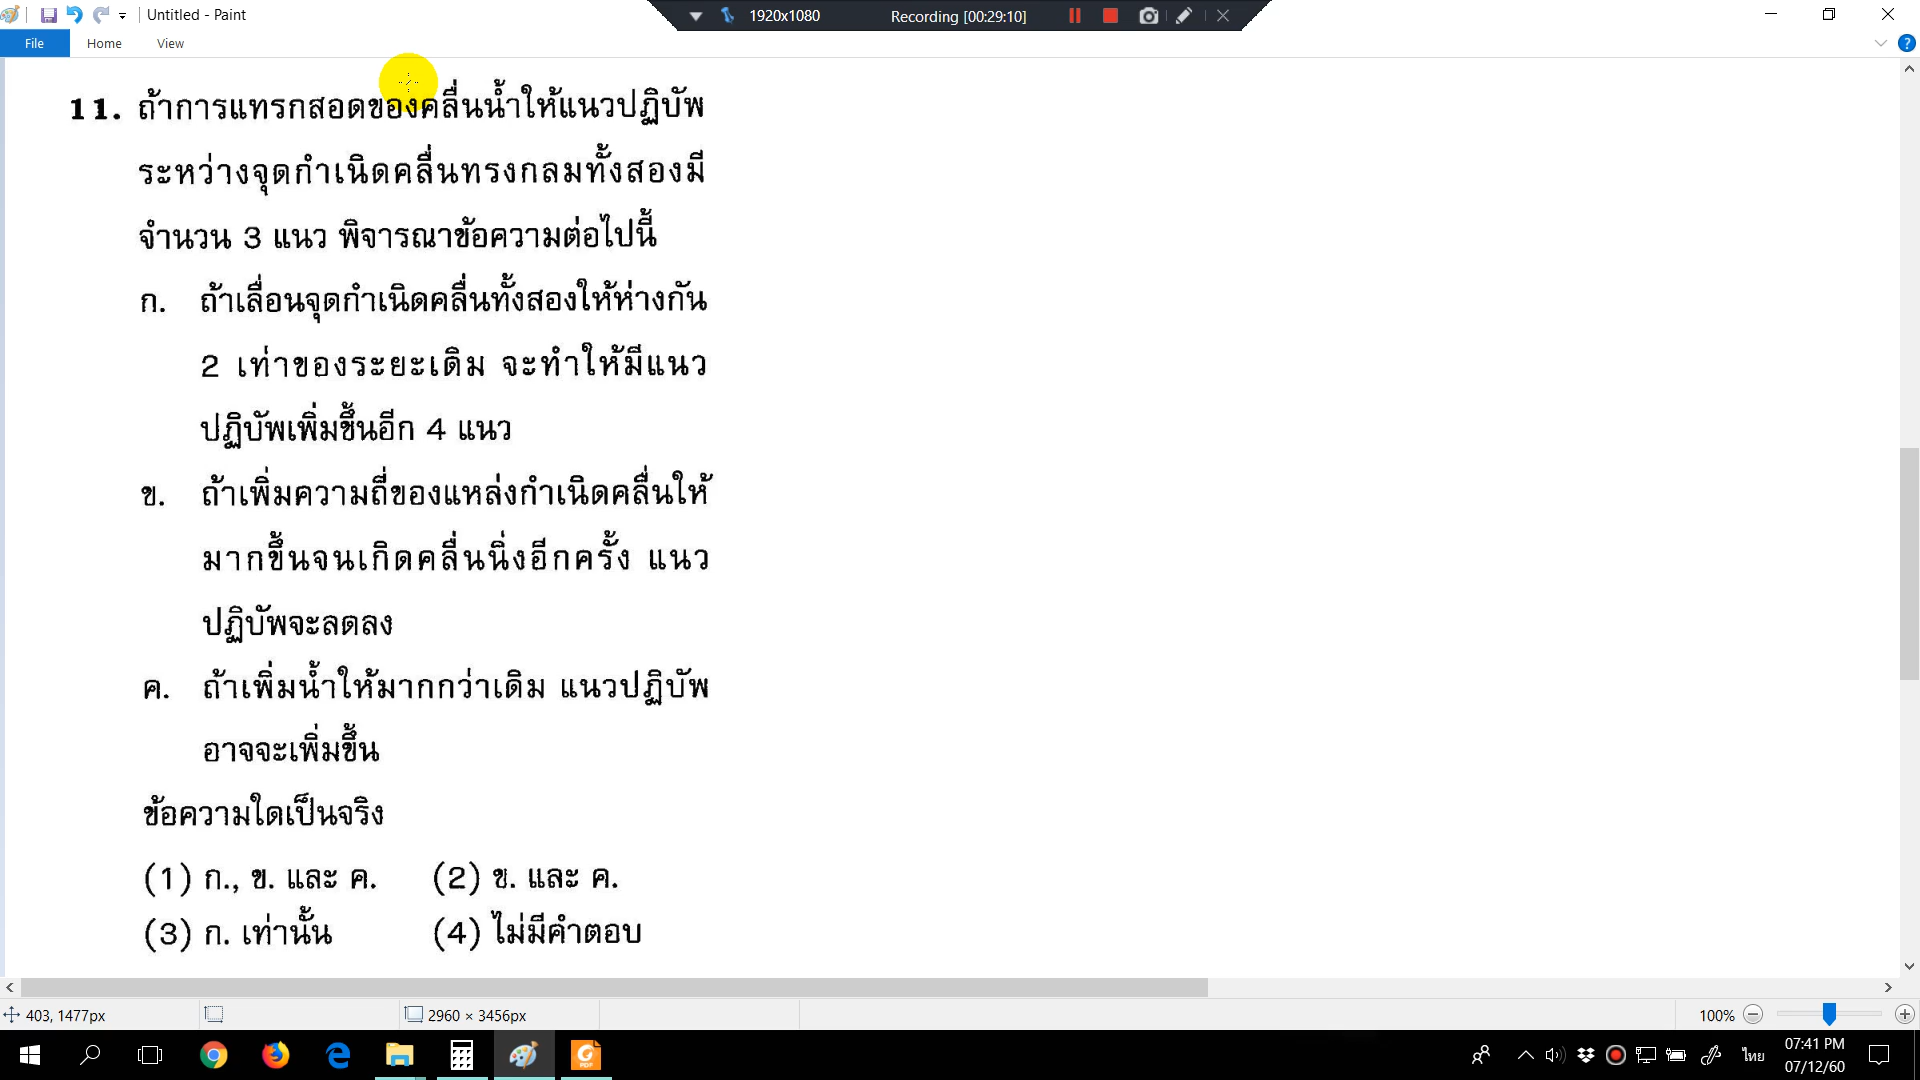 Untitled - Paint
1920x1080
Recording [00:29:10]
File
Home
View
11. ถ้าการแทรกสอดของคลื่นน้ำให้แนวปฏิบัพ
ระหว่างจุดกำเนิดคลื่นทรงกลมทั้งสองมี
จำนวน 3 แนว พิจารณาข้อความต่อไปนี้
ก. ถ้าเลื่อนจุดกำเนิดคลื่นทั้งสองให้ห่างกัน
2 เท่าของระยะเดิม จะทำให้มีแนว
ปฏิบัพเพิ่มขึ้นอีก 4 แนว
ข. ถ้าเพิ่มความถี่ของแหล่งกำเนิดคลื่นให้
มากขึ้นจนเกิดคลื่นนิ่งอีกครั้ง แนว
ปฏิบัพจะลดลง
ค. ถ้าเพิ่มน้ำให้มากกว่าเดิม แนวปฏิบัพ
อาจจะเพิ่มขึ้น
ข้อความใดเป็นจริง
(1) ก., ข. และ ค. (2) ข. และ ค.
(3) ก. เท่านั้น (4) ไม่มีคำตอบ
403, 1477px
2960 × 3456px
100%
ไทย
07:41 PM
07/12/60